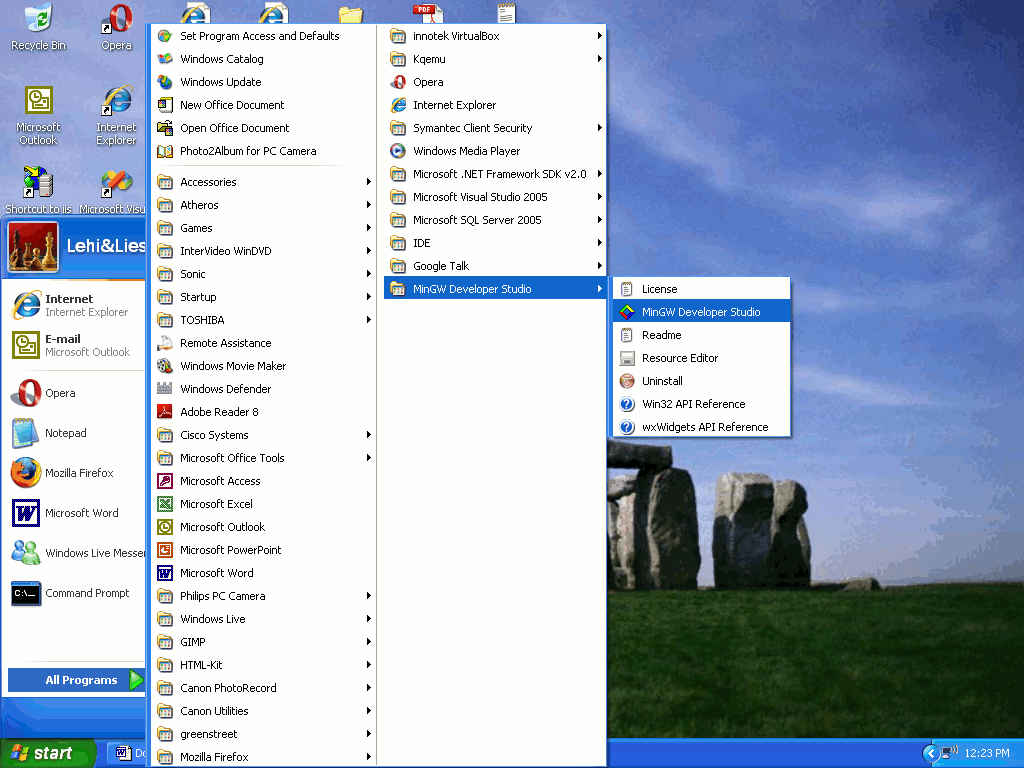 Recycle Bin
Opera
Microsoft
Outlook
Internet
Explorer
Shortcut to iis
Microsoft Visu
PDF
Lehi&Lies
Internet
Internet Explorer
E-mail
Microsoft Outlook
Opera
Notepad
Mozilla Firefox
Microsoft Word
Windows Live Messen
Command Prompt
All Programs
Set Program Access and Defaults
Windows Catalog
Windows Update
New Office Document
Open Office Document
Photo2Album for PC Camera
Accessories
Atheros
Games
InterVideo WinDVD
Sonic
Startup
TOSHIBA
Remote Assistance
Windows Movie Maker
Windows Defender
Adobe Reader 8
Cisco Systems
Microsoft Office Tools
Microsoft Access
Microsoft Excel
Microsoft Outlook
Microsoft PowerPoint
Microsoft Word
Philips PC Camera
Windows Live
GIMP
HTML-Kit
Canon PhotoRecord
Canon Utilities
greenstreet
Mozilla Firefox
innotek VirtualBox
Kqemu
Opera
Internet Explorer
Symantec Client Security
Windows Media Player
Microsoft .NET Framework SDK v2.0
Microsoft Visual Studio 2005
Microsoft SQL Server 2005
IDE
Google Talk
MinGW Developer Studio
License
MinGW Developer Studio
Readme
Resource Editor
Uninstall
Win32 API Reference
wxWidgets API Reference
start
Do
12:23 PM